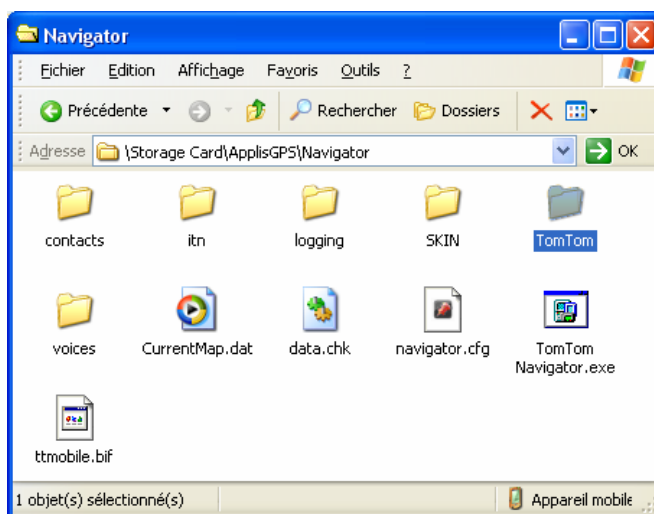 Navigator
Fichier Edition Affichage Favoris Outils ?
Précédente Rechercher Dossiers
Adresse \Storage Card\ApplisGPS\Navigator OK
contacts itn logging SKIN TomTom
voices CurrentMap.dat data.chk navigator.cfg TomTom
Navigator.exe
ttmobile.bif
1 objet(s) sélectionné(s) Appareil mobile